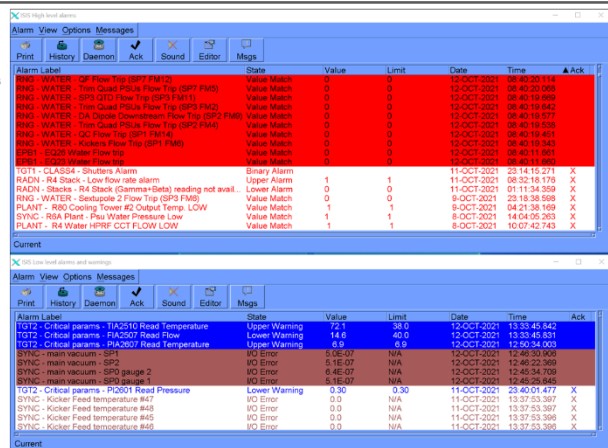 ISIS High level alarms
Alarm View Options Messages
Print History Daemon Ack Sound Editor Msgs
Alarm Label State Value Limit Date Time ▲Ack
RNG - WATER - QF Flow Trip (SP7 FM12) Value Match 0 0 12-OCT-2021 08:40:20.114
RNG - WATER - Trim Quad PSUs Flow Trip (SP7 FM5) Value Match 0 0 12-OCT-2021 08:40:20.088
RNG - WATER - SP3 QTD Flow Trip (SP3 FM11) Value Match 0 0 12-OCT-2021 08:40:19.669
RNG - WATER - Trim Quad PSUs Flow Trip (SP3 FM2) Value Match 0 0 12-OCT-2021 08:40:19.642
RNG - WATER - DA Dipole Downstream Flow Trip (SP2 FM6) Value Match 0 0 12-OCT-2021 08:40:19.577
RNG - WATER - Trim Quad PSUs Flow Trip (SP2 FM4) Value Match 0 0 12-OCT-2021 08:40:19.538
RNG - WATER - QC Flow Trip (SP1 FM14) Value Match 0 0 12-OCT-2021 08:40:19.451
RNG - WATER - Kickers Flow Trip (SP1 FM6) Value Match 0 0 12-OCT-2021 08:40:19.343
EPB1 - EQ26 Water Flow trip Value Match 0 0 12-OCT-2021 08:40:11.661
EPB1 - EQ23 Water Flow trip Value Match 0 0 12-OCT-2021 08:40:11.660
TGT1 - CLASS4 - Shutters Alarm Binary Alarm 11-OCT-2021 23:14:15.271 X
RADN - R4 Stack - Low flow rate alarm Upper Alarm 1 1 11-OCT-2021 08:32:18.176 X
RADN - Stacks - R4 Stack (Gamma+Beta) reading not avail... Lower Alarm 0 0 11-OCT-2021 01:11:34.359 X
RNG - WATER - Sextupole 2 Flow Trip (SP3 FM6) Value Match 0 0 9-OCT-2021 23:18:38.598 X
PLANT - R80 Cooling Tower #2 Output Temp. LOW Value Match 1 1 9-OCT-2021 04:21:38.169 X
SYNC - R6A Plant - Psu Water Pressure Low Value Match 1 1 8-OCT-2021 14:04:05.263 X
PLANT - R4 Water HPRF CCT FLOW LOW Value Match 1 1 8-OCT-2021 10:07:42.743 X
Current
ISIS Low level alarms and warnings
Alarm View Options Messages
Print History Daemon Ack Sound Editor Msgs
Alarm Label State Value Limit Date Time Ack
TGT2 - Critical params - TIA2510 Read Temperature Upper Warning 72.1 38.0 12-OCT-2021 13:33:45.842
TGT2 - Critical params - FIA2507 Read Flow Lower Warning 14.6 40.0 12-OCT-2021 13:33:45.831
TGT2 - Critical params - PIA2607 Read Temperature Upper Warning 6.9 6.9 12-OCT-2021 12:50:34.003
SYNC - main vacuum - SP1 I/O Error 5.0E-07 N/A 12-OCT-2021 12:46:30.906
SYNC - main vacuum - SP2 I/O Error 5.1E-07 N/A 12-OCT-2021 12:46:22.369
SYNC - main vacuum - SP0 gauge 2 I/O Error 6.4E-07 N/A 12-OCT-2021 12:45:34.709
SYNC - main vacuum - SP0 gauge 1 I/O Error 5.1E-07 N/A 12-OCT-2021 12:45:25.645
TGT2 - Critical params - PI2601 Read Pressure Lower Warning 0.30 0.30 11-OCT-2021 23:40:01.477 X
SYNC - Kicker Feed temperature #47 I/O Error 0.0 N/A 11-OCT-2021 13:37:53.397 X
SYNC - Kicker Feed temperature #48 I/O Error 0.0 N/A 11-OCT-2021 13:37:53.397 X
SYNC - Kicker Feed temperature #45 I/O Error 0.0 N/A 11-OCT-2021 13:37:53.396 X
SYNC - Kicker Feed temperature #46 I/O Error 0.0 N/A 11-OCT-2021 13:37:53.396 X
Current